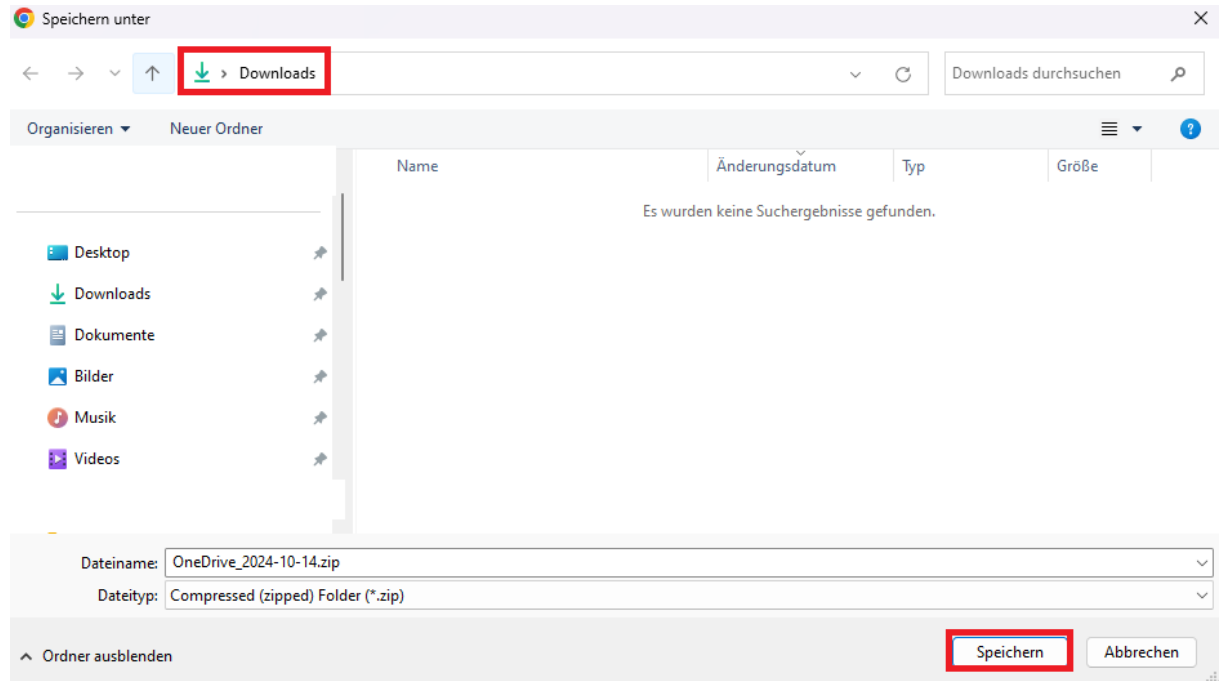 Speichern unter
Downloads
Downloads durchsuchen
Organisieren Neuer Ordner
Name Änderungsdatum Typ Größe
Es wurden keine Suchergebnisse gefunden.
Desktop
Downloads
Dokumente
Bilder
Musik
Videos
Dateiname: OneDrive_2024-10-14.zip
Dateityp: Compressed (zipped) Folder (*.zip)
Ordner ausblenden
Speichern
Abbrechen